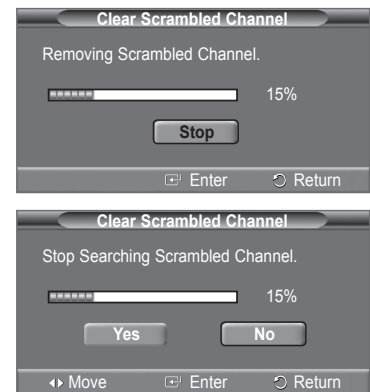 Clear Scrambled Channel
Removing Scrambled Channel.
15%
Stop
Enter Return
Clear Scrambled Channel
Stop Searching Scrambled Channel.
15%
Yes No
Move Enter Return